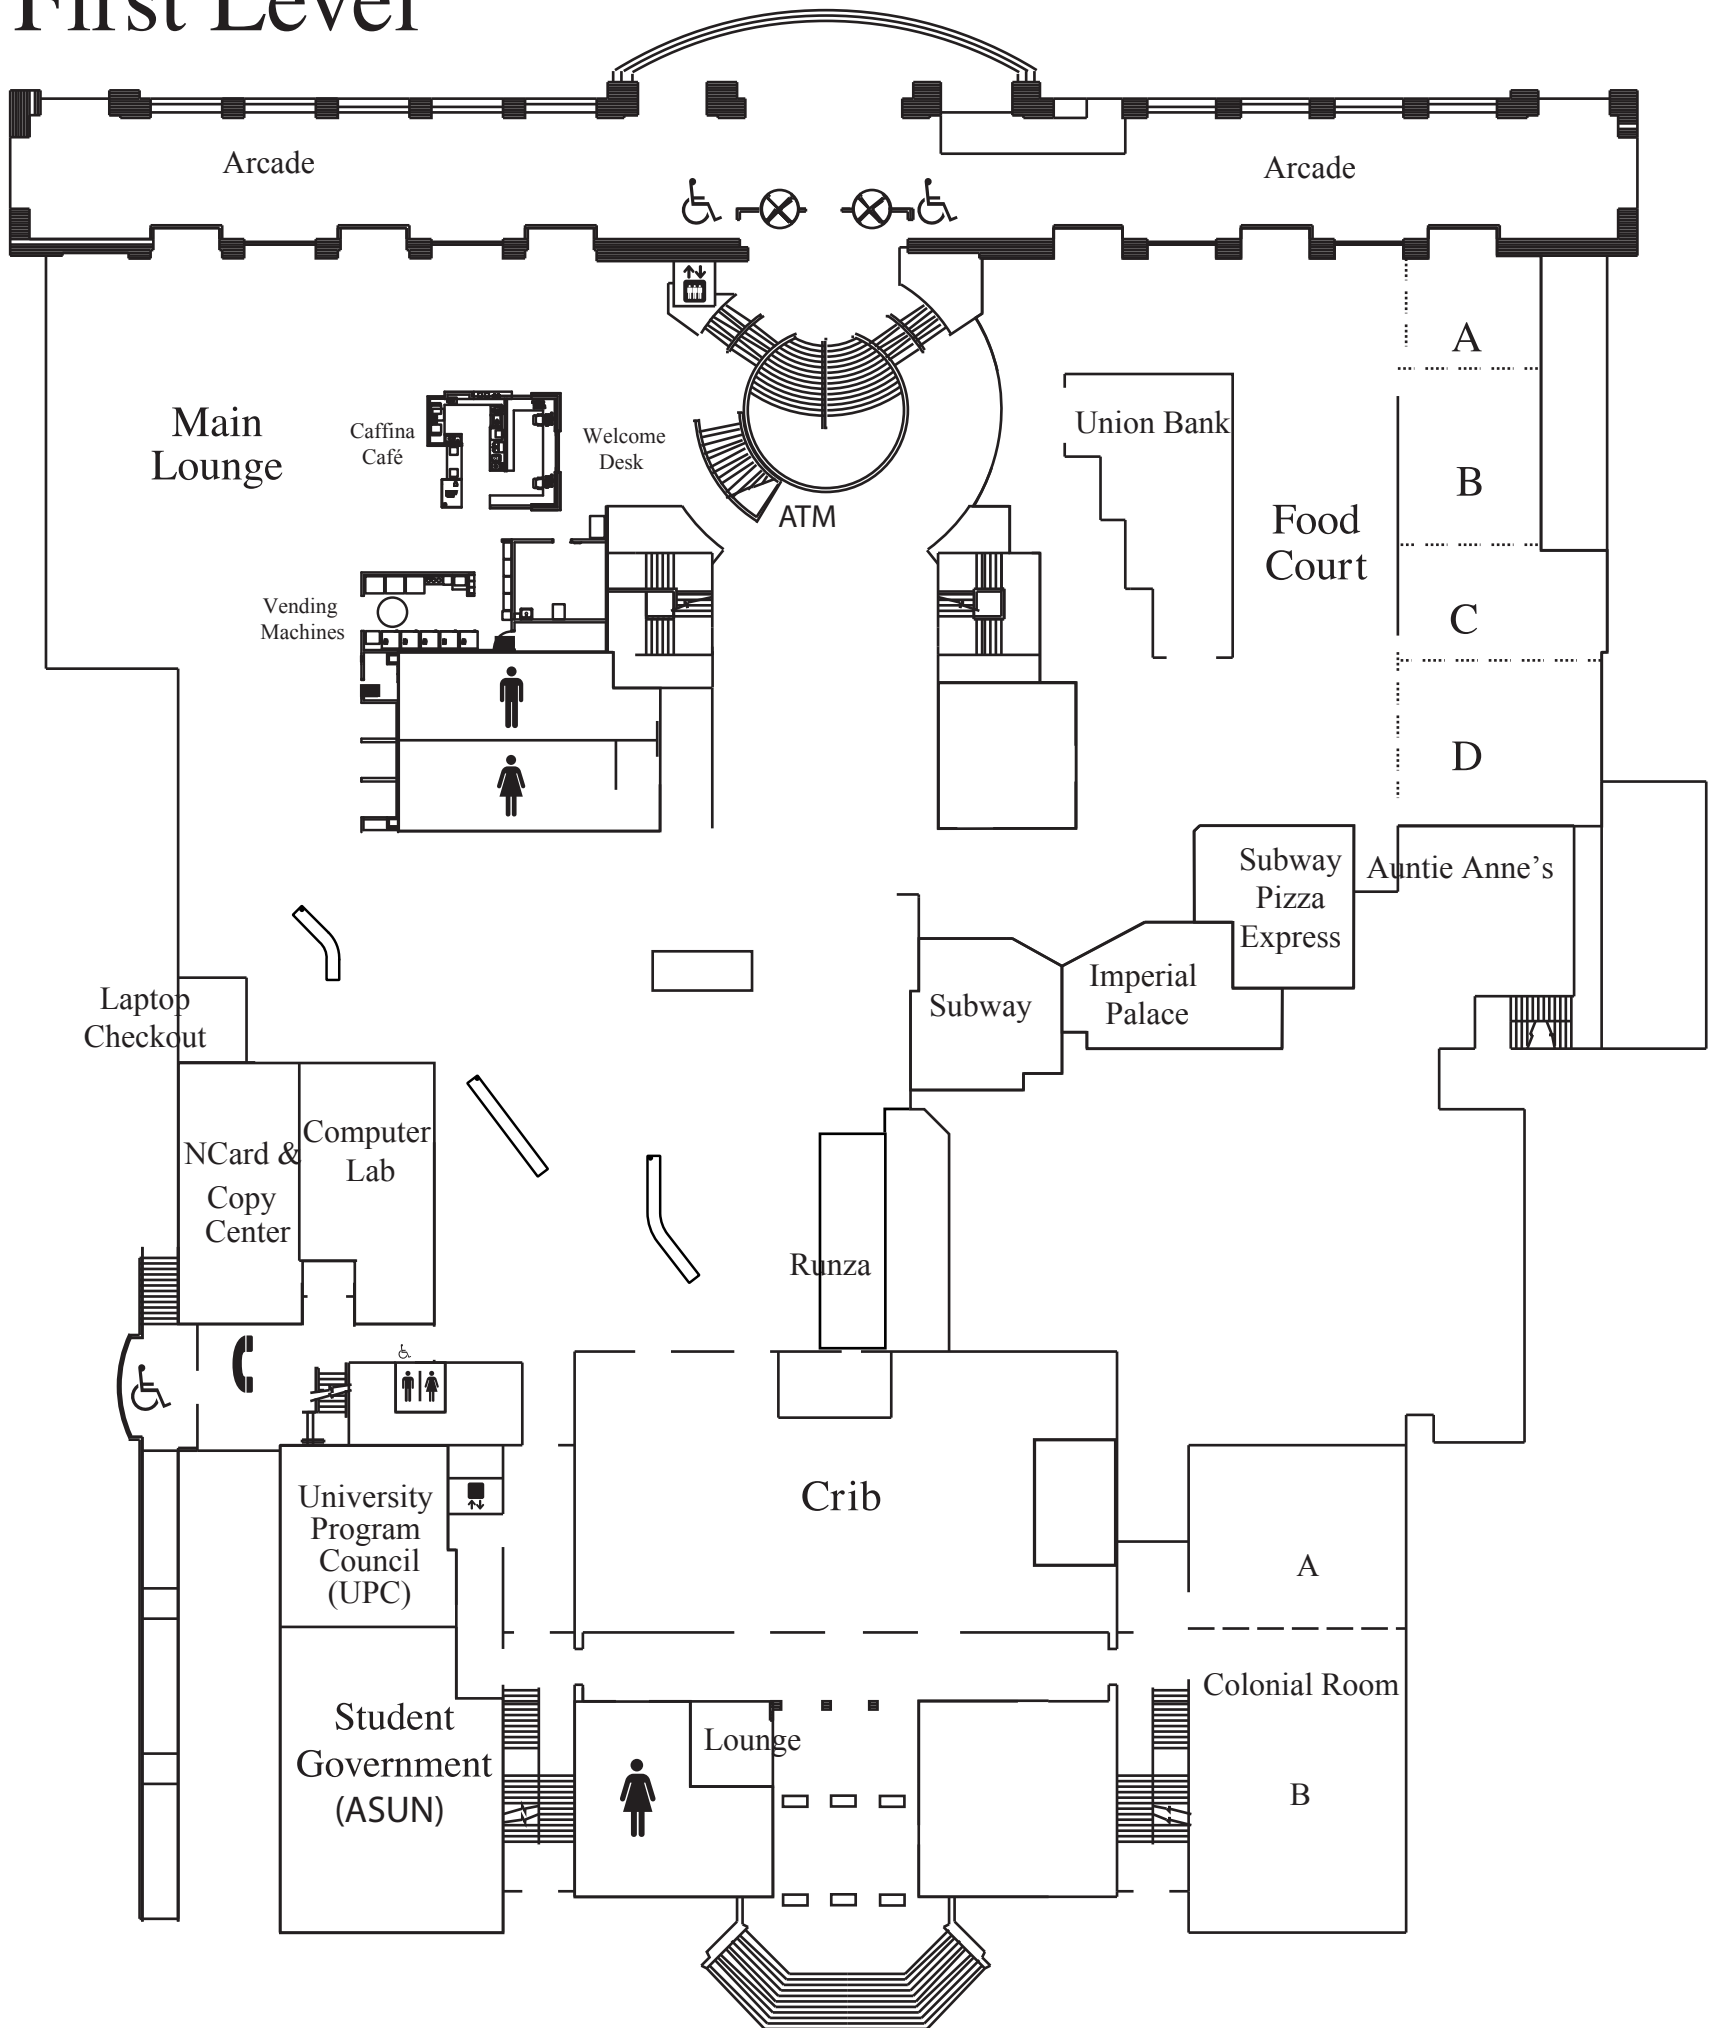 First Level
Arcade
Arcade
A
Main
Lounge
Caffina
Café
Welcome
Desk
Union Bank
B
ATM
Food
Court
Vending
Machines
C
D
Subway
Pizza
Express
Auntie Anne's
Laptop
Checkout
Subway
Imperial
Palace
NCard &
Copy
Center
Computer
Lab
Runza
Crib
University
Program
Council
(UPC)
A
Colonial Room
B
Student
Government
(ASUN)
Lounge